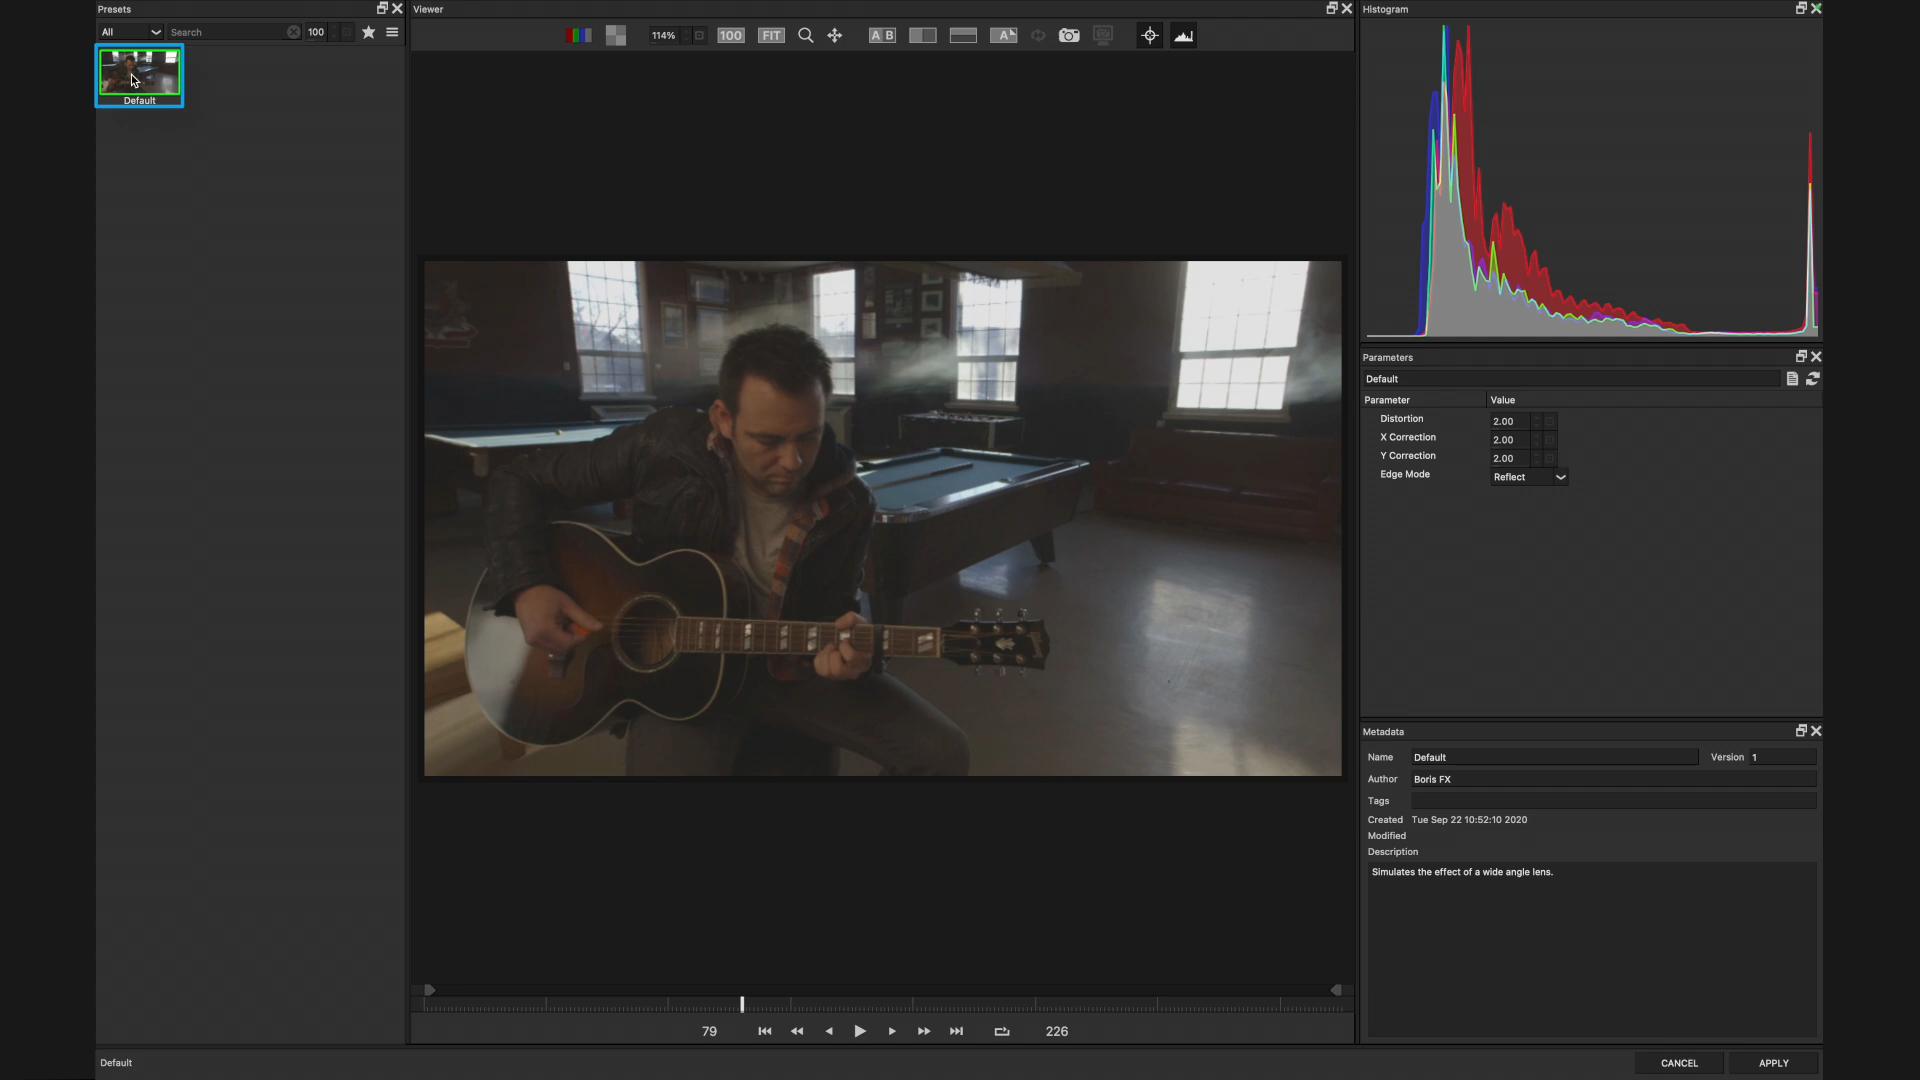 Presets
Viewer
Histogram
All
Search
100
114%
100
FIT
A B
A
Default
Parameters
Default
Parameter Value
Distortion 2.00
X Correction 2.00
Y Correction 2.00
Edge Mode Reflect
Metadata
Name Default Version 1
Author Boris FX
Tags
Created Tue Sep 22 10:52:10 2020
Modified
Description
Simulates the effect of a wide angle lens.
79
226
Default
CANCEL
APPLY